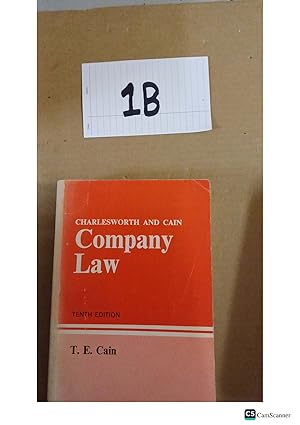 1B
CHARLESWORTH AND CAIN
Company
Law
TENTH EDITION
T. E. Cain
CS CamScanner